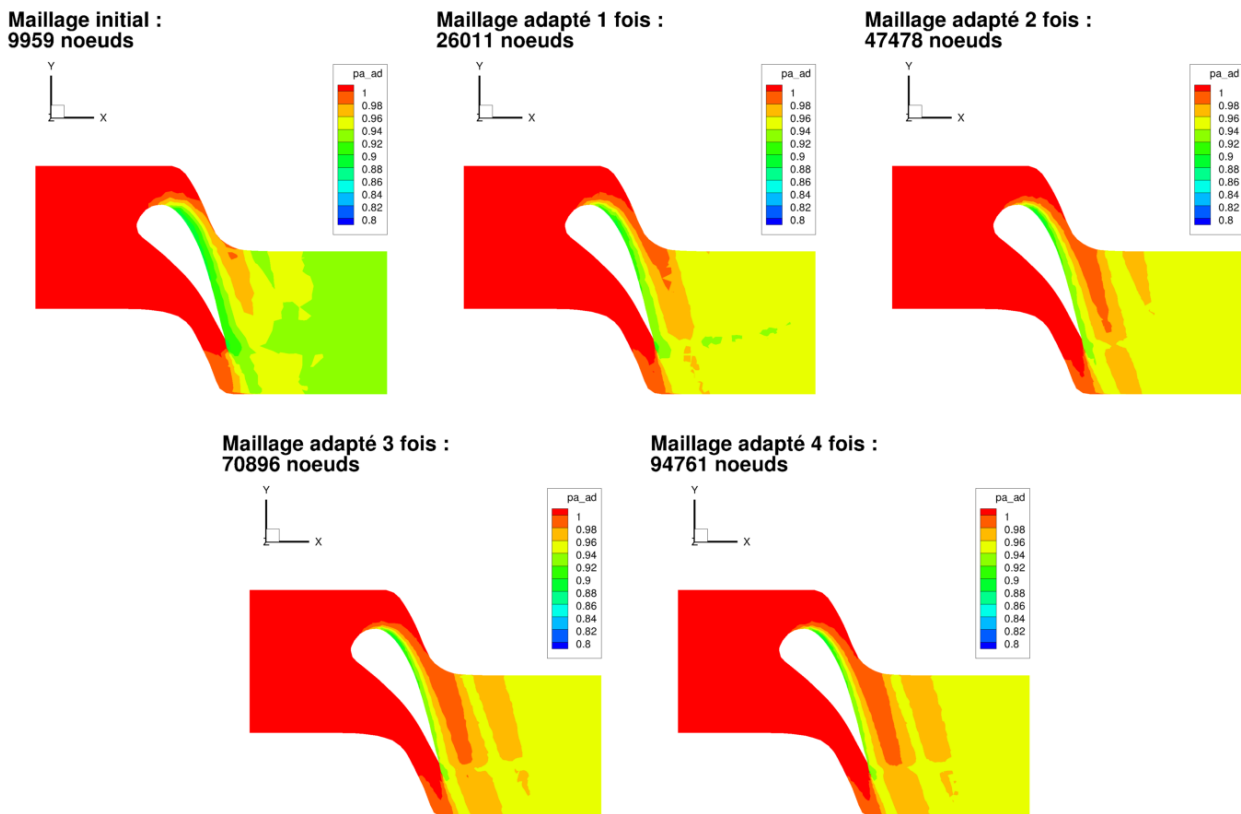 Maillage initial :
9959 noeuds
Y
Z
X
pa_ad
1
0.98
0.96
0.94
0.92
0.9
0.88
0.86
0.84
0.82
0.8
Maillage adapté 1 fois :
26011 noeuds
Y
Z
X
pa_ad
1
0.98
0.96
0.94
0.92
0.9
0.88
0.86
0.84
0.82
0.8
Maillage adapté 2 fois :
47478 noeuds
Y
Z
X
pa_ad
1
0.98
0.96
0.94
0.92
0.9
0.88
0.86
0.84
0.82
0.8
Maillage adapté 3 fois :
70896 noeuds
Y
Z
X
pa_ad
1
0.98
0.96
0.94
0.92
0.9
0.88
0.86
0.84
0.82
0.8
Maillage adapté 4 fois :
94761 noeuds
Y
Z
X
pa_ad
1
0.98
0.96
0.94
0.92
0.9
0.88
0.86
0.84
0.82
0.8